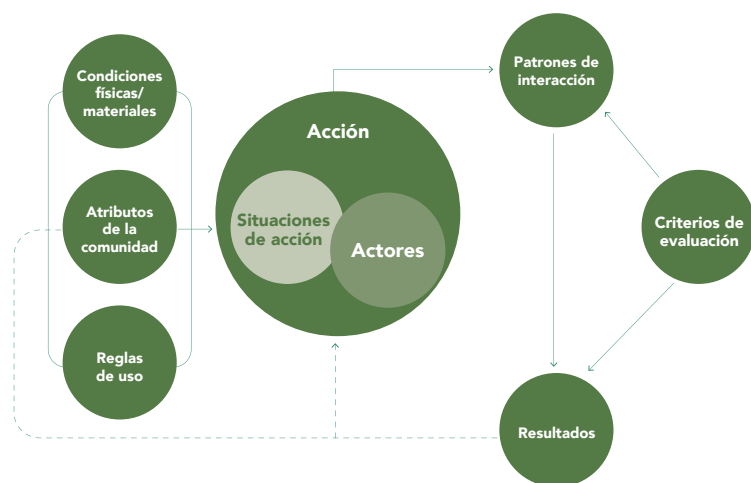 Condiciones
físicas/
materiales
Atributos
de la
comunidad
Reglas
de uso
Acción
Situaciones
de acción
Actores
Patrones de
interacción
Criterios de
evaluación
Resultados